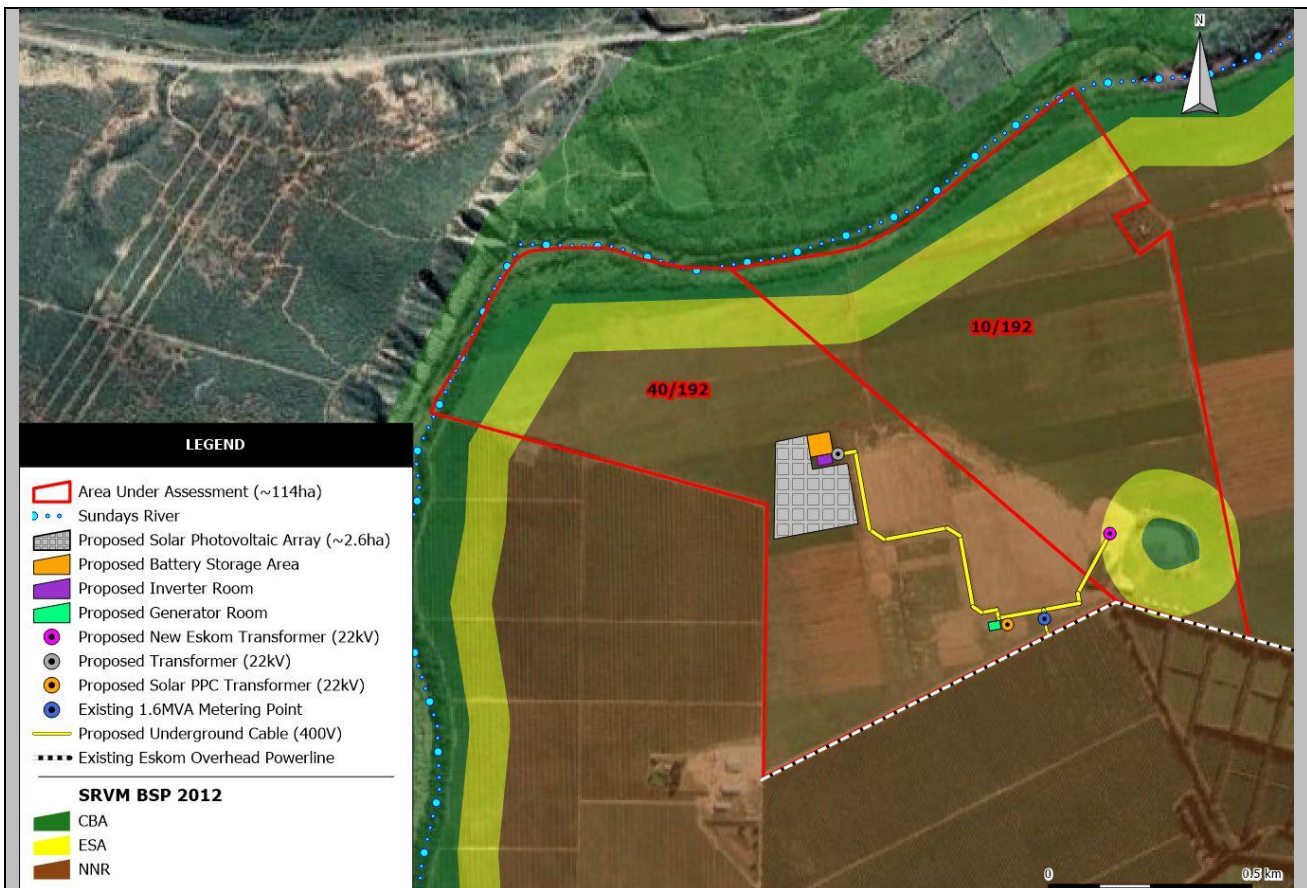 N
10/192
40/192
LEGEND
Area Under Assessment (~114ha)
Sundays River
Proposed Solar Photovoltaic Array (~2.6ha)
Proposed Battery Storage Area
Proposed Inverter Room
Proposed Generator Room
Proposed New Eskom Transformer (22kV)
Proposed Transformer (22kV)
Proposed Solar PPC Transformer (22kV)
Existing 1.6MVA Metering Point
Proposed Underground Cable (400V)
Existing Eskom Overhead Powerline
SRVM BSP 2012
CBA
ESA
NNR
0 0.5 km